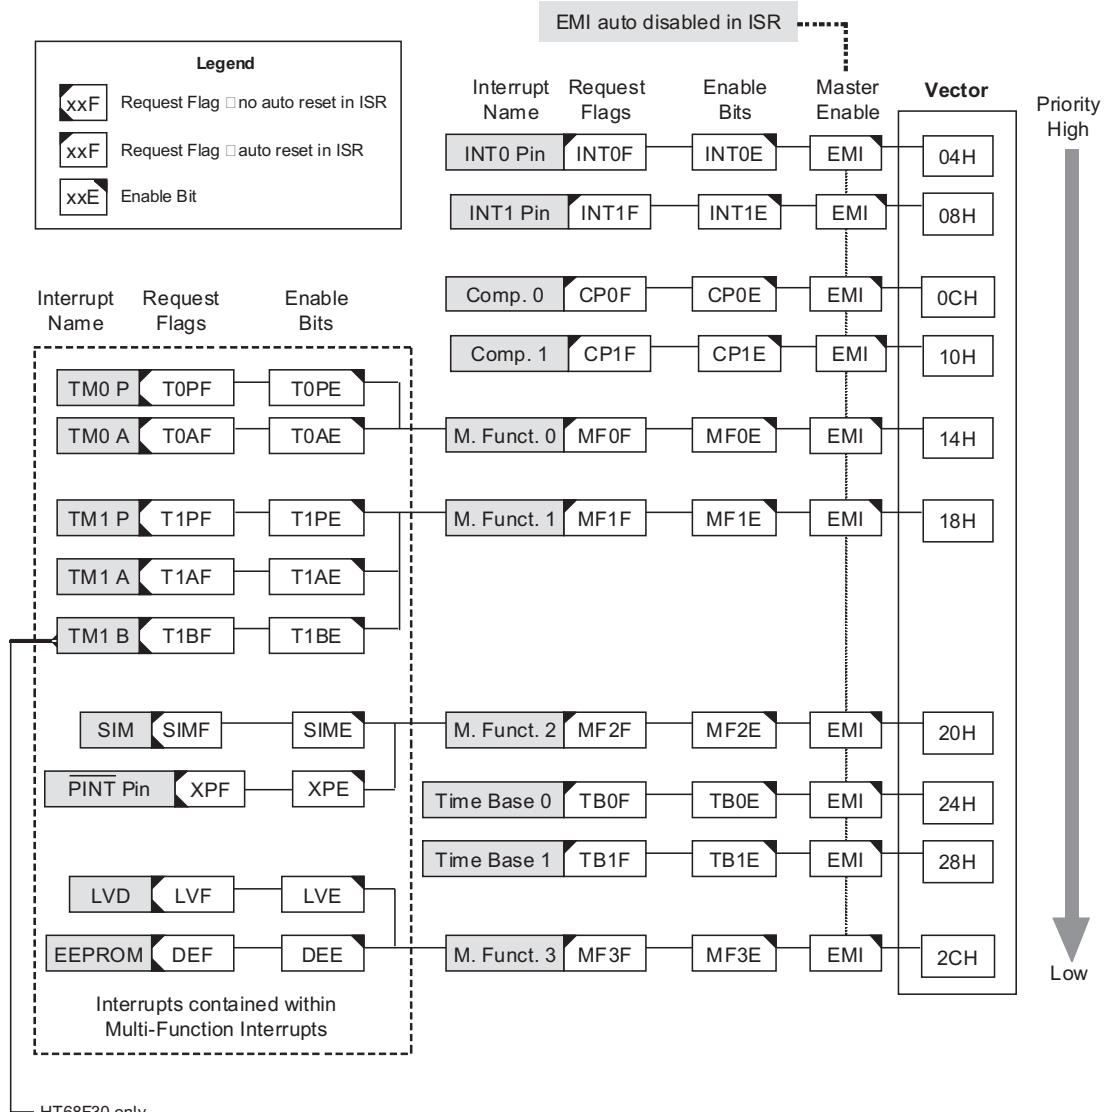 EMI auto disabled in ISR
Legend
xxF Request Flag □ no auto reset in ISR
xxF Request Flag □ auto reset in ISR
xxE Enable Bit
Interrupt Name Request Flags Enable Bits Master Enable Vector
Priority High
INT0 Pin INT0F INT0E EMI 04H
INT1 Pin INT1F INT1E EMI 08H
Comp. 0 CP0F CP0E EMI 0CH
Comp. 1 CP1F CP1E EMI 10H
Interrupt Name Request Flags Enable Bits
TM0 P T0PF T0PE
TM0 A T0AF T0AE M. Funct. 0 MF0F MF0E EMI 14H
TM1 P T1PF T1PE M. Funct. 1 MF1F MF1E EMI 18H
TM1 A T1AF T1AE
TM1 B T1BF T1BE
SIM SIMF SIME M. Funct. 2 MF2F MF2E EMI 20H
PINT Pin XPF XPE Time Base 0 TB0F TB0E EMI 24H
Time Base 1 TB1F TB1E EMI 28H
LVD LVF LVE
EEPROM DEF DEE M. Funct. 3 MF3F MF3E EMI 2CH
Low
Interrupts contained within
Multi-Function Interrupts
HT68F30 only